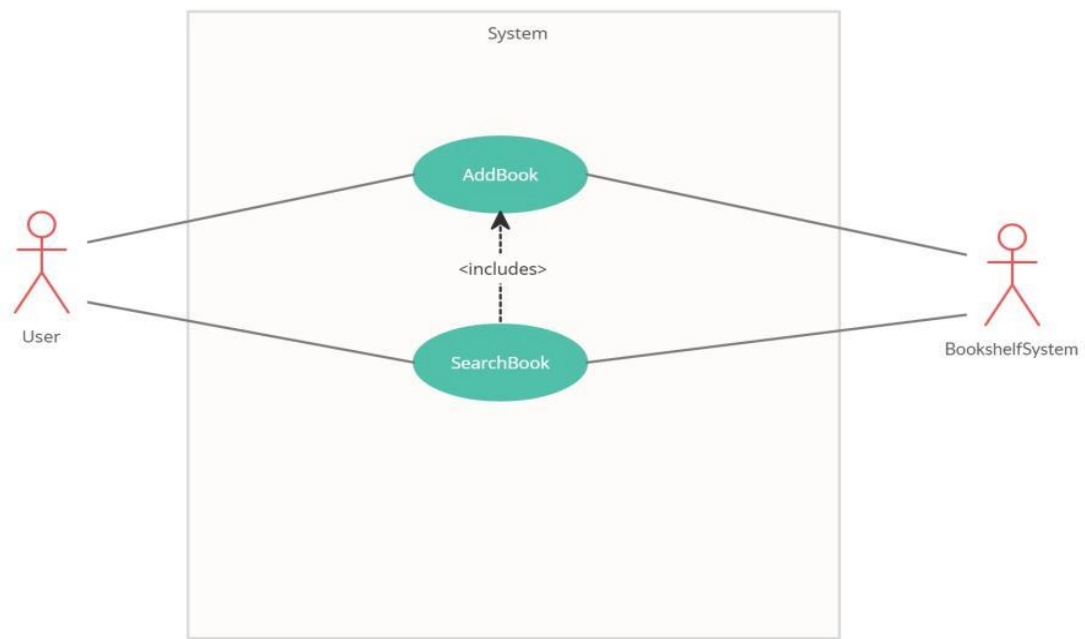 System
AddBook
<includes>
User
SearchBook
BookshelfSystem